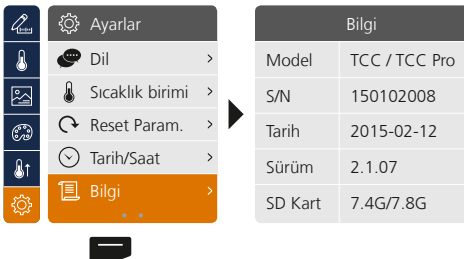 Ayarlar
Dil
Sıcaklık birimi
Reset Param.
Tarih/Saat
Bilgi
Bilgi
Model TCC / TCC Pro
S/N 150102008
Tarih 2015-02-12
Sürüm 2.1.07
SD Kart 7.4G/7.8G